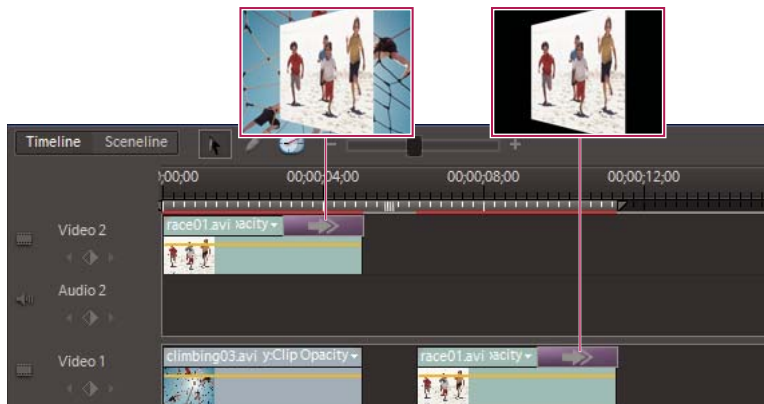 Timeline Sceneline
;00;00 00;00;04;00 00;00;08;00 00;00;12;00
Video 2
race01.avi pacity
Audio 2
Video 1
climbing03.avi y:Clip Opacity
race01.avi pacity